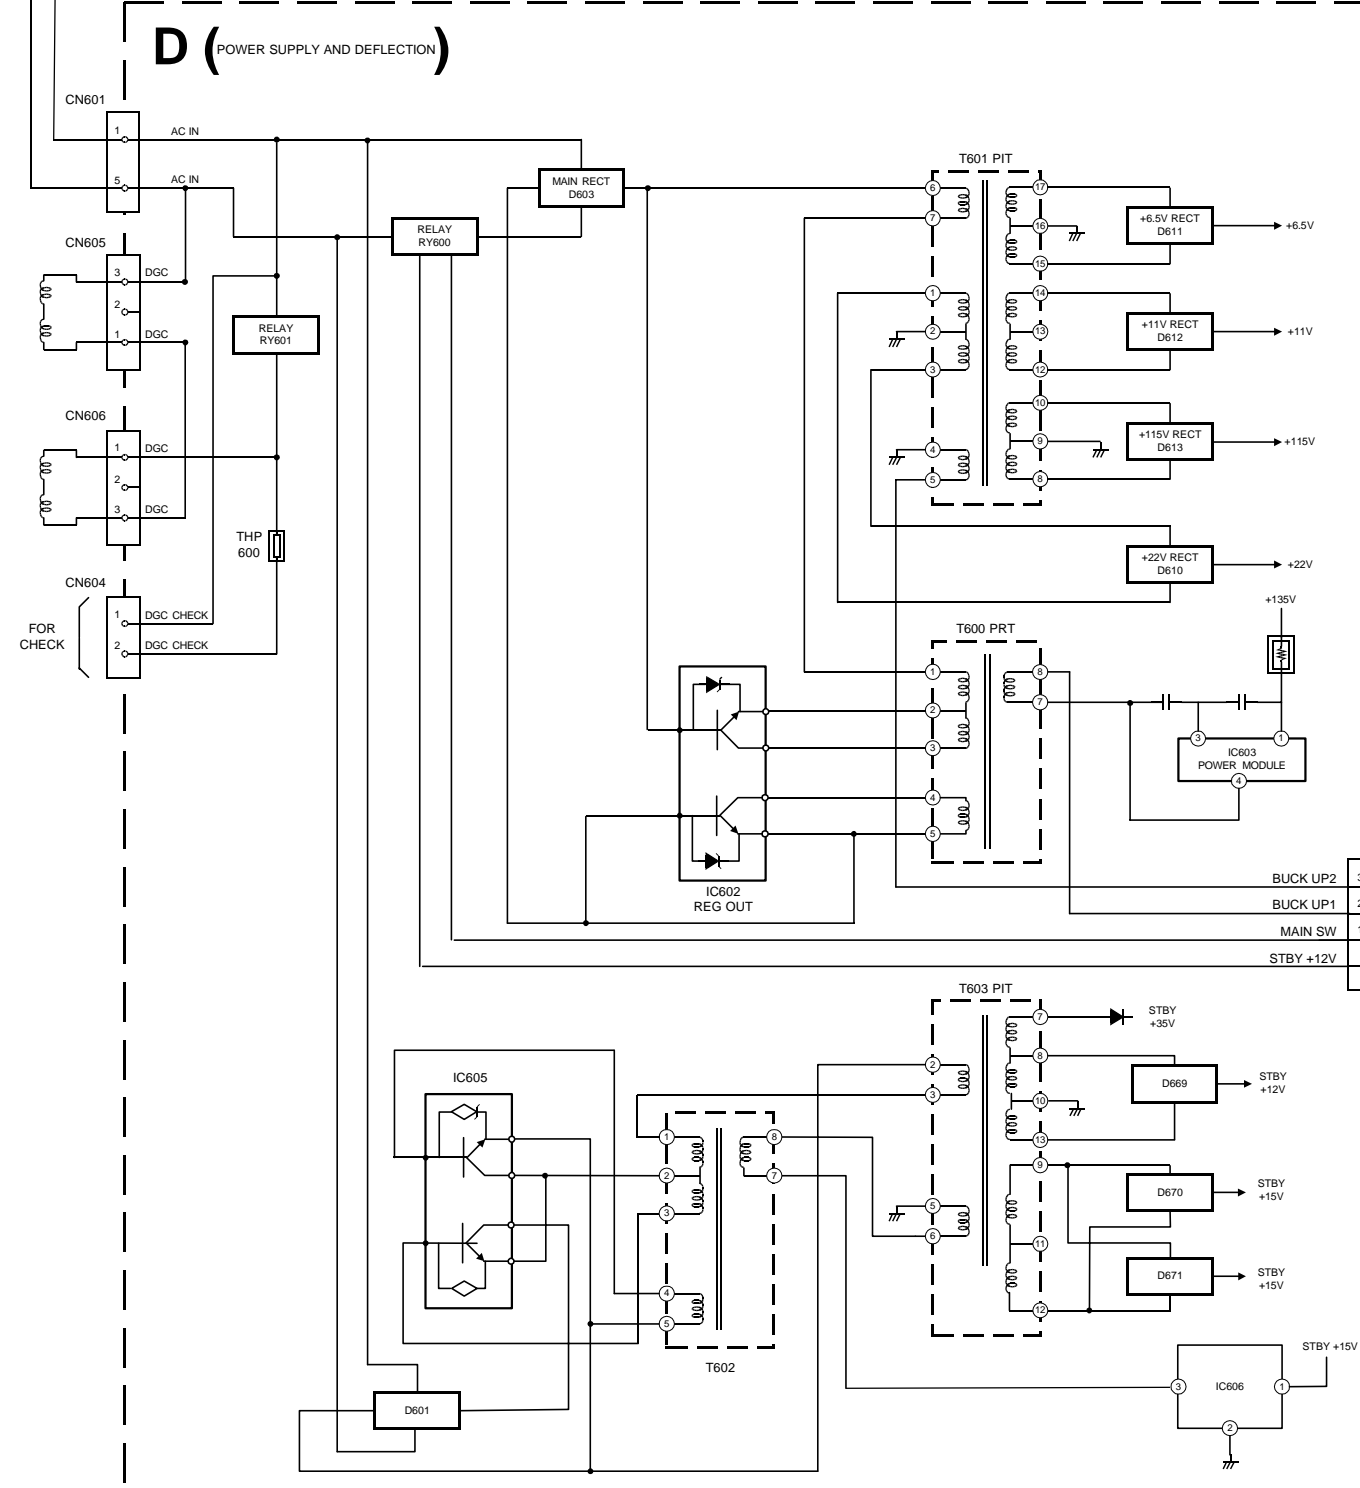 D ( POWER SUPPLY AND DEFLECTION )
CN601
1 AC IN
5 AC IN
CN605
3 DGC
2
1 DGC
CN606
1 DGC
2
3 DGC
CN604
1 DGC CHECK
2 DGC CHECK
FOR
CHECK
RELAY
RY601
THP
600
RELAY
RY600
MAIN RECT
D603
T601 PIT
6
7
1
2
3
4
5
17
16
15
14
13
12
10
9
8
+6.5V RECT
D611
+6.5V
+11V RECT
D612
+11V
+115V RECT
D613
+115V
+22V RECT
D610
+22V
+135V
T600 PRT
1
2
3
4
5
8
7
3
1
IC603
POWER MODULE
4
IC602
REG OUT
BUCK UP2 3
BUCK UP1 2
MAIN SW 1
STBY +12V
T603 PIT
2
3
5
6
7
8
10
13
9
11
12
STBY
+35V
D669
STBY
+12V
D670
STBY
+15V
D671
STBY
+15V
IC605
1
2
3
4
5
8
7
T602
D601
STBY +15V
3
IC606
1
2